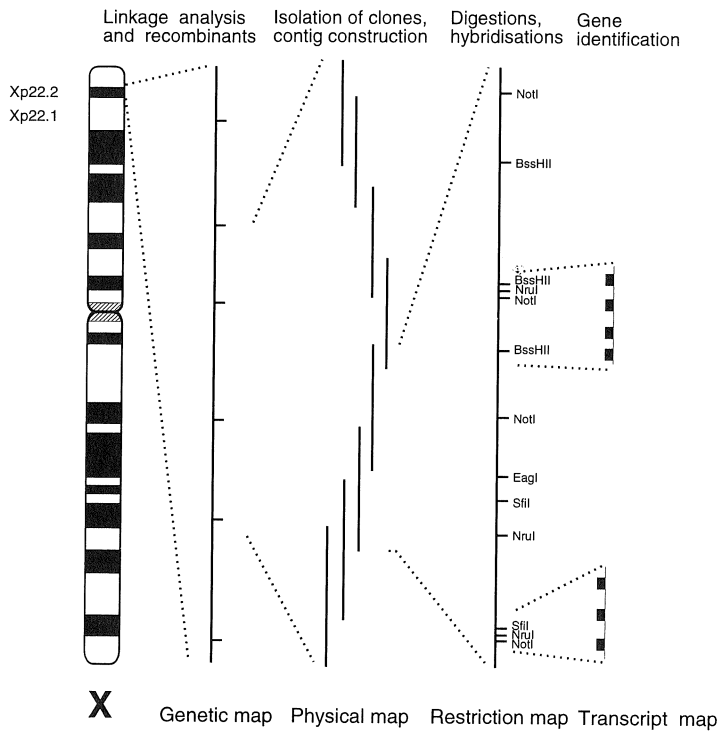 Linkage analysis
and recombinants
Isolation of clones,
contig construction
Digestions,
hybridisations
Gene
identification
Xp22.2
Xp22.1
NotI
BssHII
BssHII
NruI
NotI
BssHII
NotI
EagI
SfiI
NruI
SfiI
NruI
NotI
X
Genetic map
Physical map
Restriction map
Transcript map